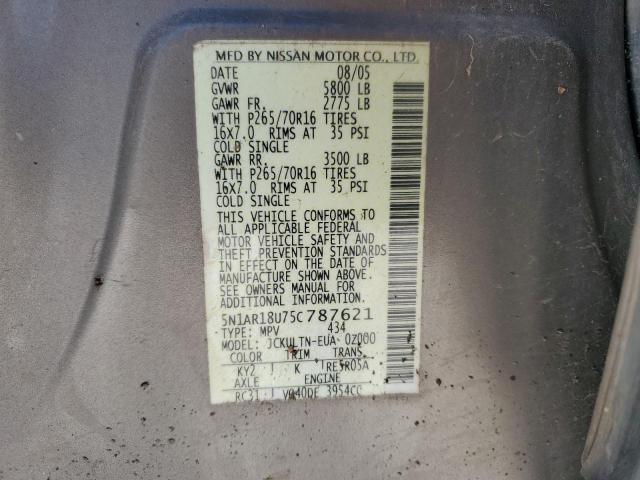 MFD BY NISSAN MOTOR CO., LTD.
DATE 08/05
GVWR 5800 LB
GAWR FR. 2775 LB
WITH P265/70R16 TIRES
16X7.0 RIMS AT 35 PSI
COLD SINGLE
GAWR RR. 3500 LB
WITH P265/70R16 TIRES
16X7.0 RIMS AT 35 PSI
COLD SINGLE
THIS VEHICLE CONFORMS TO
ALL APPLICABLE FEDERAL
MOTOR VEHICLE SAFETY AND
THEFT PREVENTION STANDARDS
IN EFFECT ON THE DATE OF
MANUFACTURE SHOWN ABOVE.
SEE OWNERS MANUAL FOR
ADDITIONAL INFORMATION.
5N1AR18U75C787621
TYPE: MPV 434
MODEL: JCKULTN-EUA 0Z000
COLOR TRIM TRANS
KY2 K RE5R05A
AXLE ENGINE
RC31 VQ40DE 3954CC